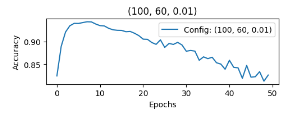 (100, 60, 0.01)
Config: (100, 60, 0.01)
0.90
0.85
Accuracy
0 10 20 30 40 50
Epochs